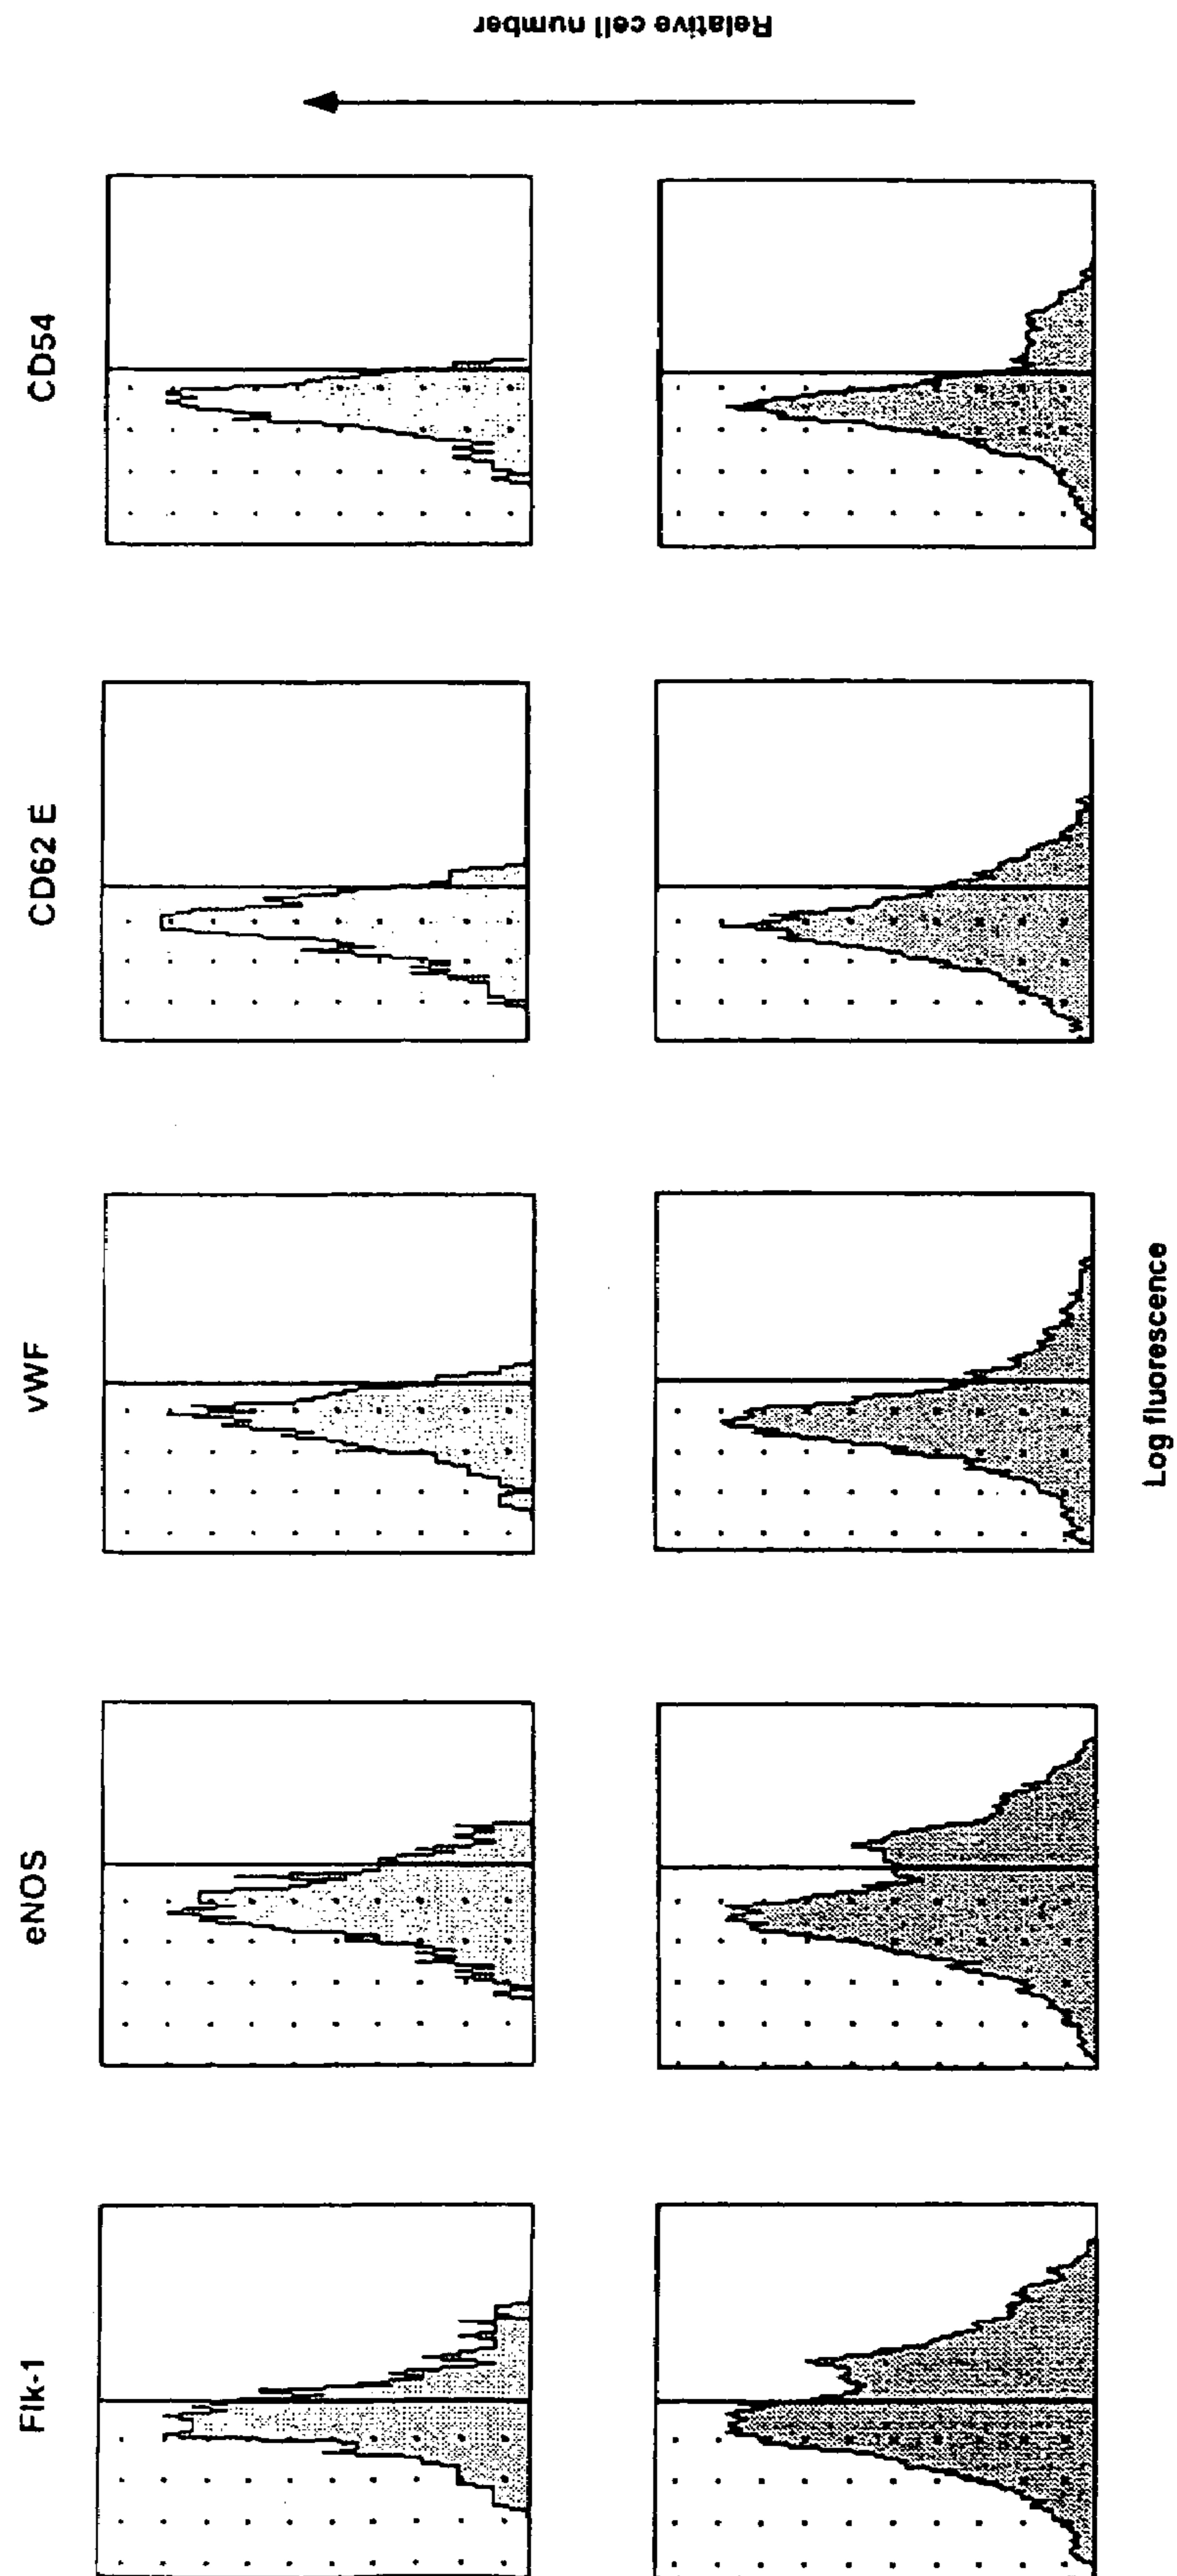 Relative cell number
Flk-1
eNOS
vWF
CD62 E
CD54
Log fluorescence